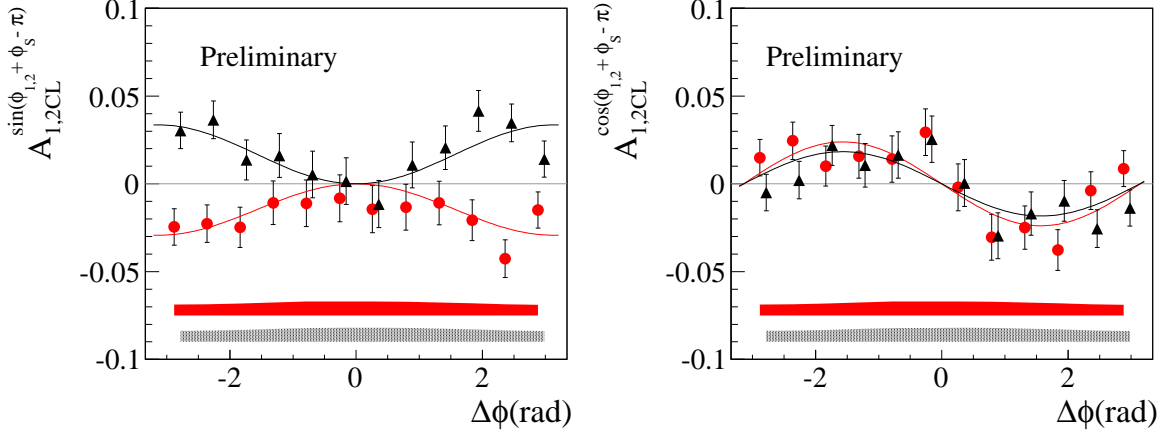 sin(ϕ1,2 + ϕS - π)
A1,2CL
0.1
0.05
0
-0.05
-0.1
Preliminary
-2 0 2
Δϕ(rad)
cos(ϕ1,2 + ϕS - π)
A1,2CL
0.1
0.05
0
-0.05
-0.1
Preliminary
-2 0 2
Δϕ(rad)